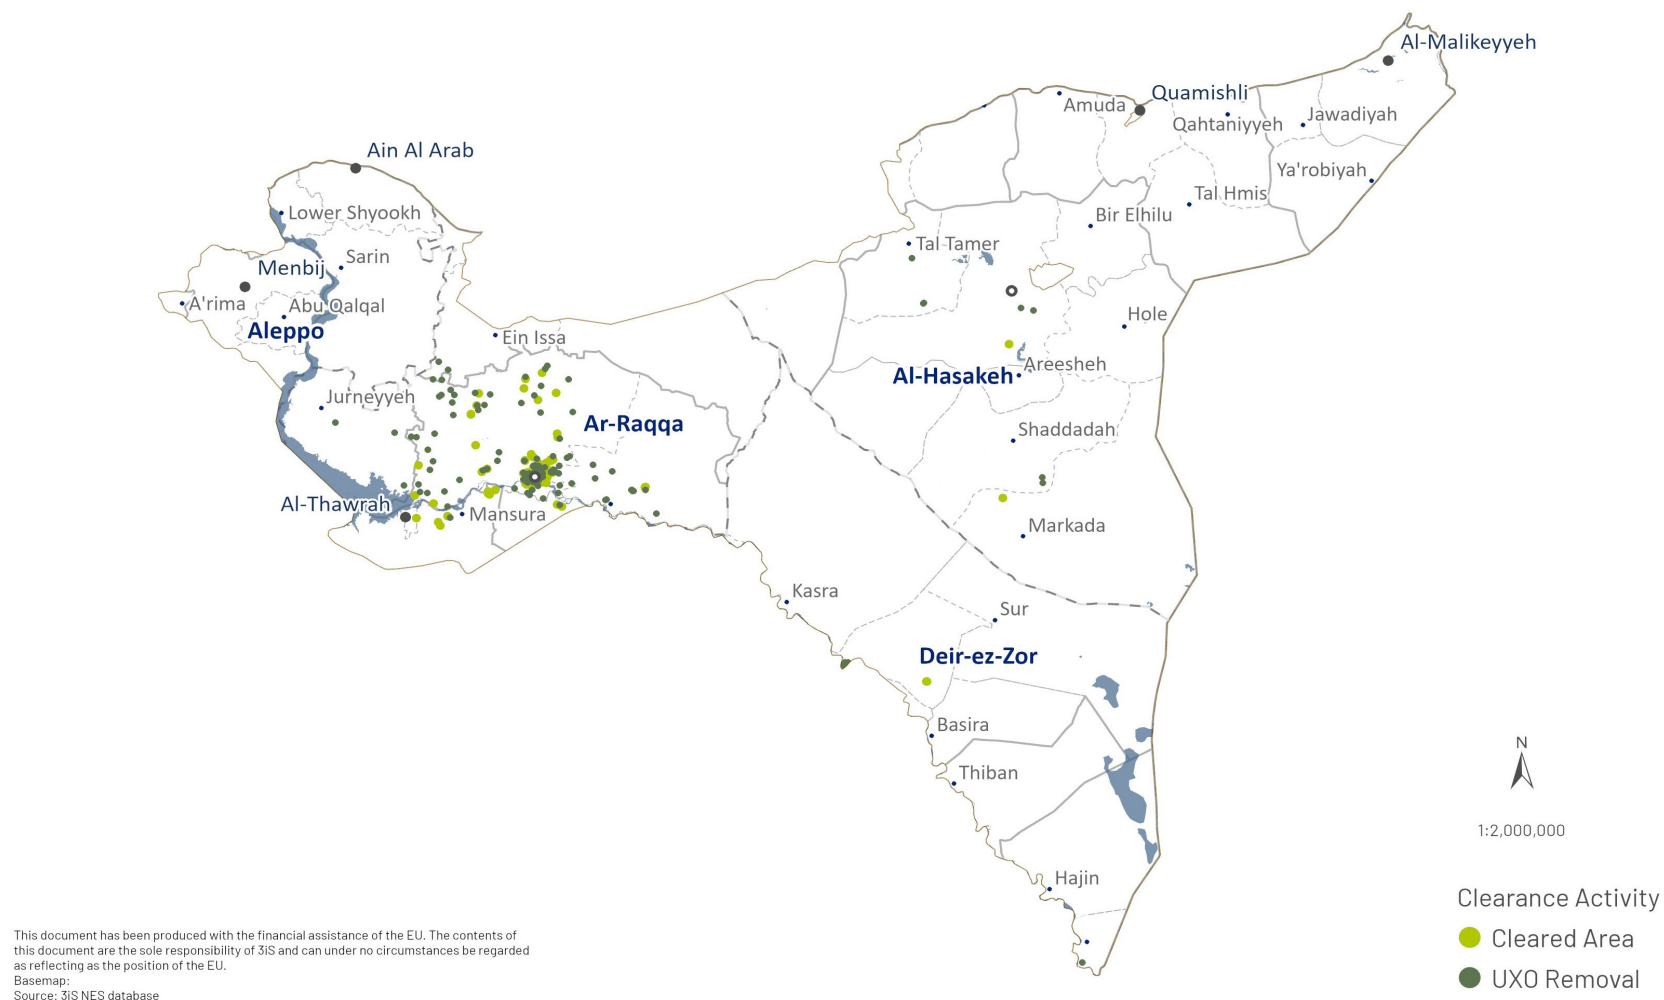 Al-Malikeyyeh
Quamishli
Amuda
Qahtaniyyeh
Jawadiyah
Ya'robiyah
Ain Al Arab
Tal Hmis
Lower Shyookh
Bir Elhilu
Tal Tamer
Sarin
Menbij
A'rima
Abu Qalqal
Hole
Aleppo
Ein Issa
Areesheh
Al-Hasakeh
Jurneyyeh
Ar-Raqqa
Shaddadah
Al-Thawrah
Mansura
Markada
Kasra
Sur
Deir-ez-Zor
Basira
Thiban
Hajin
N
1:2,000,000
Clearance Activity
Cleared Area
UXO Removal
This document has been produced with the financial assistance of the EU. The contents of
this document are the sole responsibility of 3iS and can under no circumstances be regarded
as reflecting as the position of the EU.
Basemap:
Source: 3iS NES database